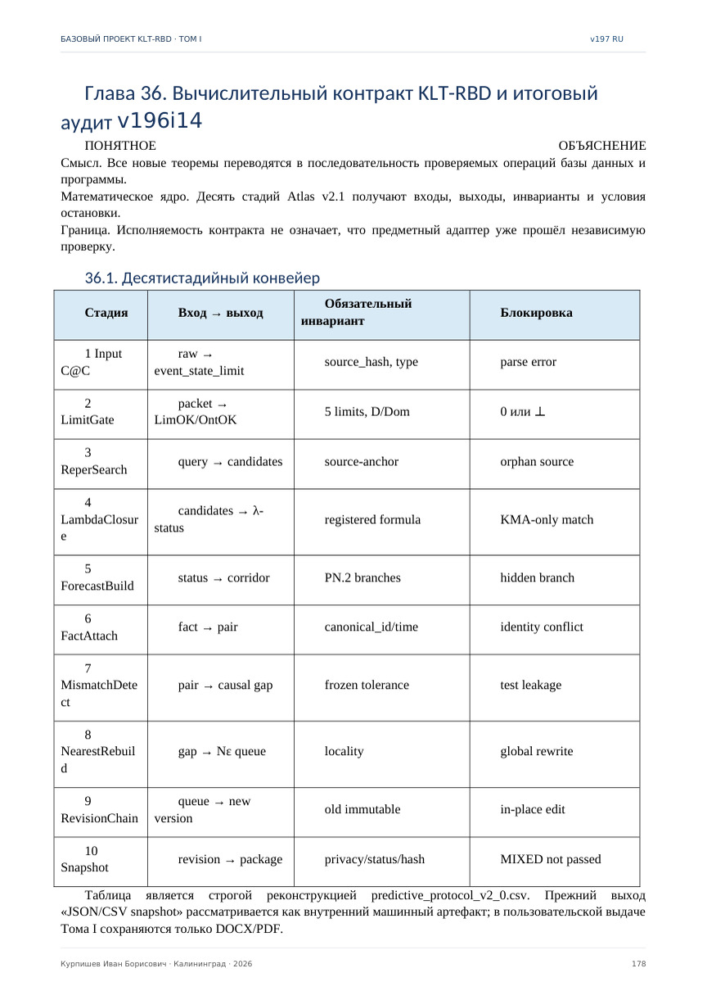 БАЗОВЫЙ ПРОЕКТ KLT-RBD · ТОМ I v197 RU
Глава 36. Вычислительный контракт KLT-RBD и итоговый
аудит v196i14
ПОНЯТНОЕ ОБЪЯСНЕНИЕ
Смысл. Все новые теоремы переводятся в последовательность проверяемых операций базы данных и
программы.
Математическое ядро. Десять стадий Atlas v2.1 получают входы, выходы, инварианты и условия
остановки.
Граница. Исполняемость контракта не означает, что предметный адаптер уже прошёл независимую
проверку.
36.1. Десятистадийный конвейер
Стадия
Вход → выход
Обязательный
инвариант
Блокировка
1 Input
C@C
raw →
event_state_limit
source_hash, type
parse error
2
LimitGate
packet →
LimOK/OntOK
5 limits, D/Dom
0 или ⊥
3
ReperSearch
query → candidates
source-anchor
orphan source
4
LambdaClosur
e
candidates → λ-
status
registered formula
KMA-only match
5
ForecastBuild
status → corridor
PN.2 branches
hidden branch
6
FactAttach
fact → pair
canonical_id/time
identity conflict
7
MismatchDete
ct
pair → causal gap
frozen tolerance
test leakage
8
NearestRebuil
d
gap → Nε queue
locality
global rewrite
9
RevisionChain
queue → new
version
old immutable
in-place edit
10
Snapshot
revision → package
privacy/status/hash
MIXED not passed
Таблица является строгой реконструкцией predictive_protocol_v2_0.csv. Прежний выход
«JSON/CSV snapshot» рассматривается как внутренний машинный артефакт; в пользовательской выдаче
Тома I сохраняются только DOCX/PDF.
Курпишев Иван Борисович · Калининград · 2026 178